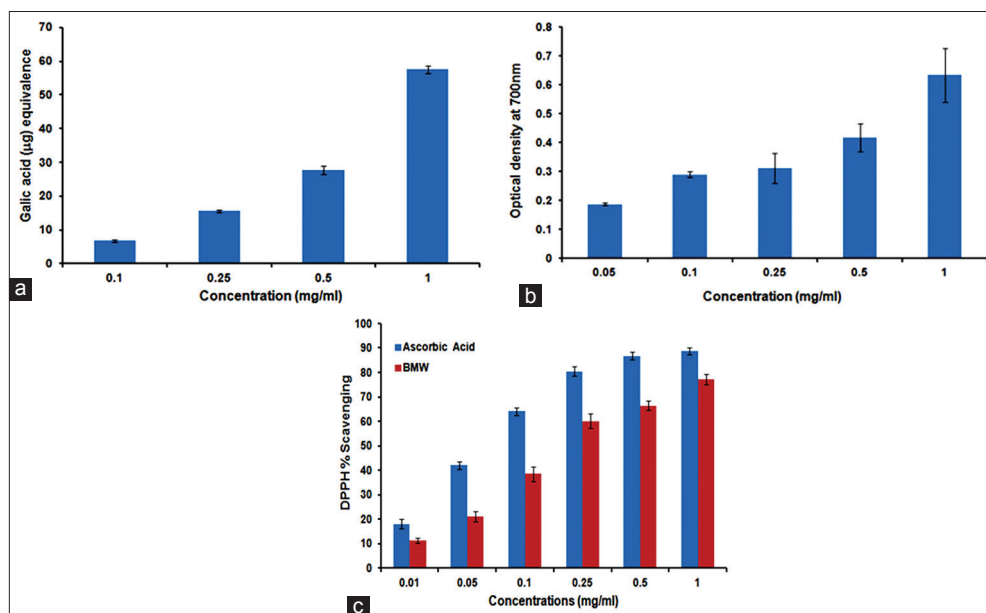 70
60
50
40
30
20
10
0
Galic acid (µg) equivalence
0.1 0.25 0.5 1
Concentration (mg/ml)
a
0.8
0.7
0.6
0.5
0.4
0.3
0.2
0.1
0
Optical density at 700nm
0.05 0.1 0.25 0.5 1
Concentration (mg/ml)
b
100
90
80
70
60
50
40
30
20
10
0
DPPH % Scavenging
Ascorbic Acid
BMW
0.01 0.05 0.1 0.25 0.5 1
Concentrations (mg/ml)
c